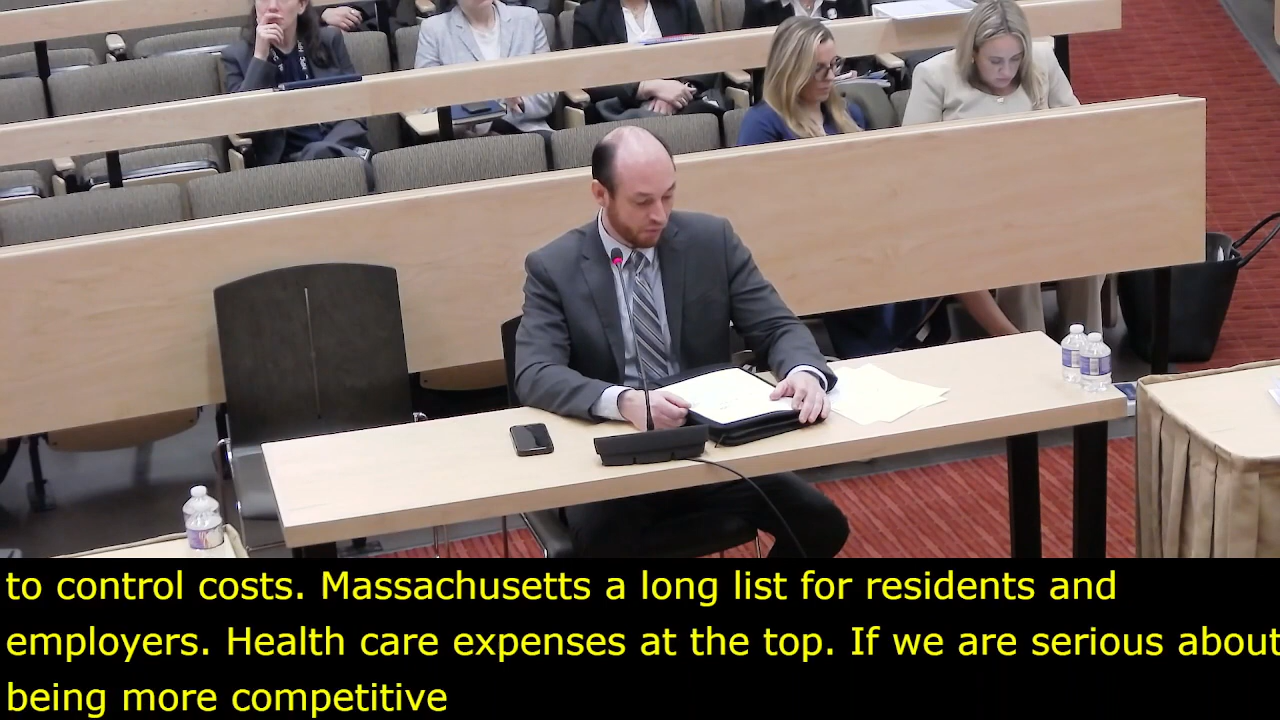 to control costs. Massachusetts a long list for residents and
employers. Health care expenses at the top. If we are serious about
being more competitive